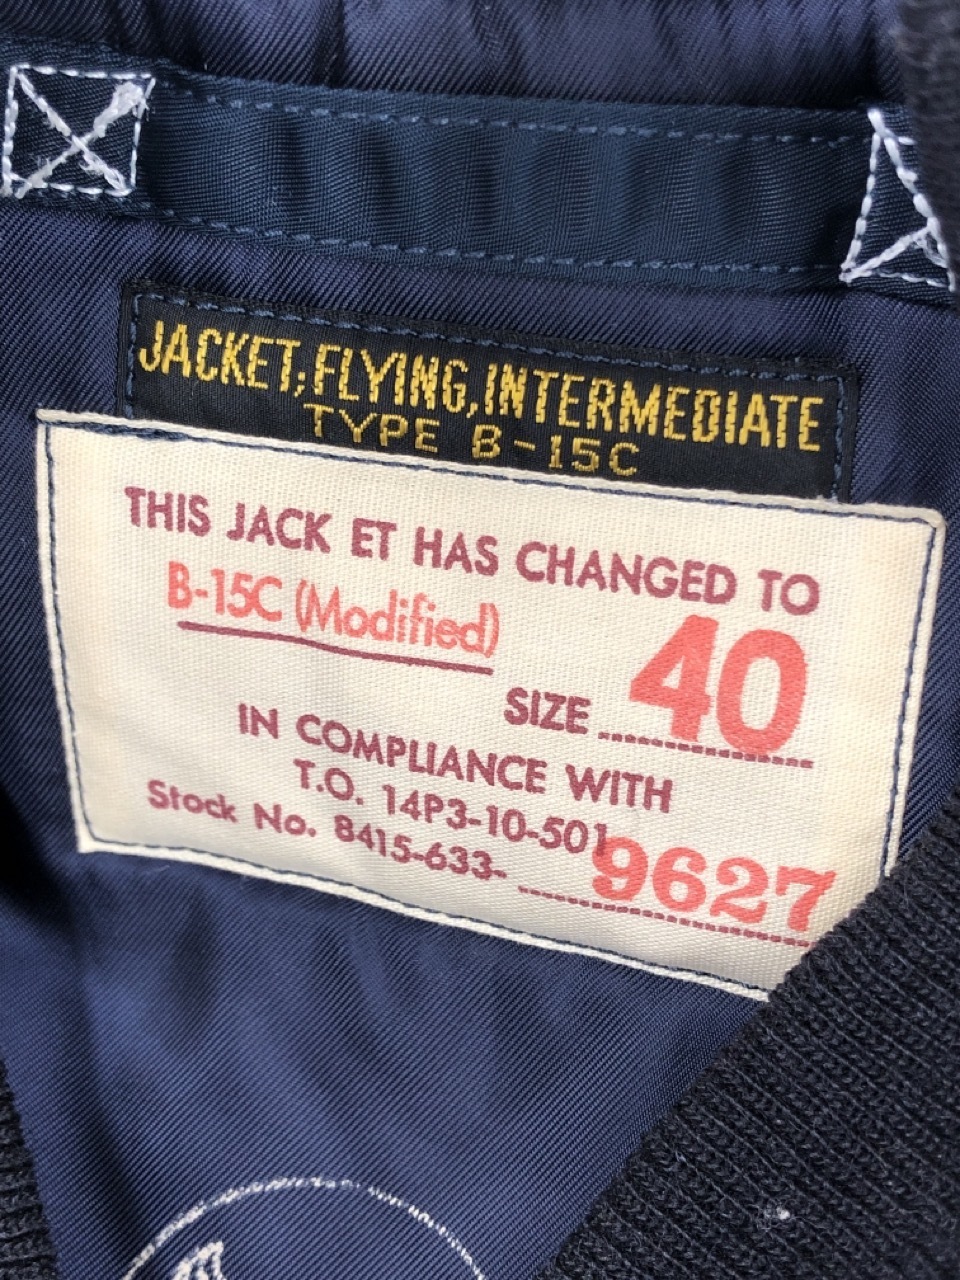 JACKET, FLYING, INTERMEDIATE
TYPE B-15C
THIS JACK ET HAS CHANGED TO
B-15C (Modified)
SIZE 40
IN COMPLIANCE WITH
T.O. 14P3-10-501
Stock No. 8415-633- 9627